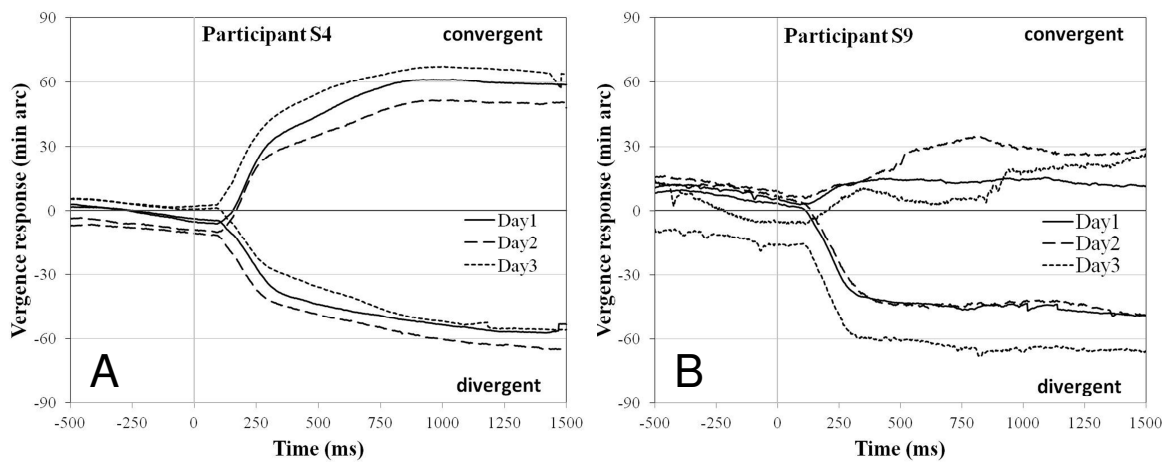 Participant S4
convergent
Vergence response (min arc)
90
60
30
0
-30
-60
-90
Day1
Day2
Day3
A
divergent
-500
-250
0
250
500
750
1000
1250
1500
Time (ms)
Participant S9
convergent
Vergence response (min arc)
90
60
30
0
-30
-60
-90
Day1
Day2
Day3
B
divergent
-500
-250
0
250
500
750
1000
1250
1500
Time (ms)